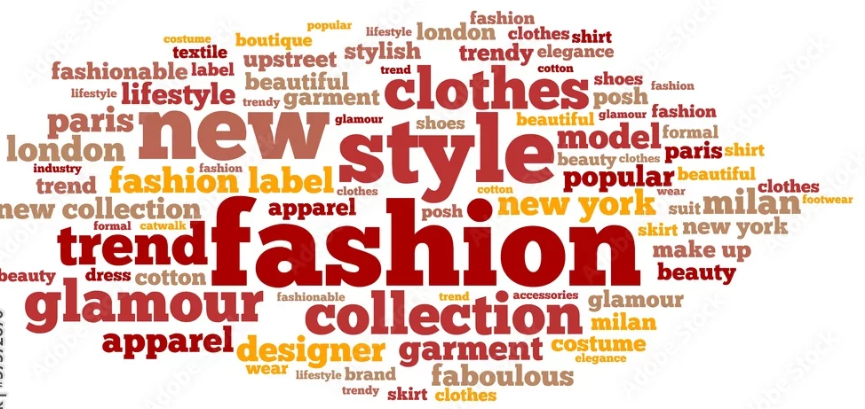 fashion
popular lifestyle london clothes shirt
costume boutique
textile upstreet stylish trendy elegance
fashionable label trend cotton
beautiful clothes shoes fashion
lifestyle lifestyle trendy garment posh
paris new glamour shoes beautiful glamour fashion
london style model formal
industry fashion beauty clothes paris shirt
trend fashion label clothes cotton popular beautiful
new collection apparel posh new york wear suit milan clothes footwear
formal catwalk skirt new york
trend fashion make up
beauty dress cotton beauty
glamour fashionable trend accessories glamour
collection milan
apparel designer garment costume
elegance
wear lifestyle brand faboulous
trendy skirt clothes
Adobe Stock